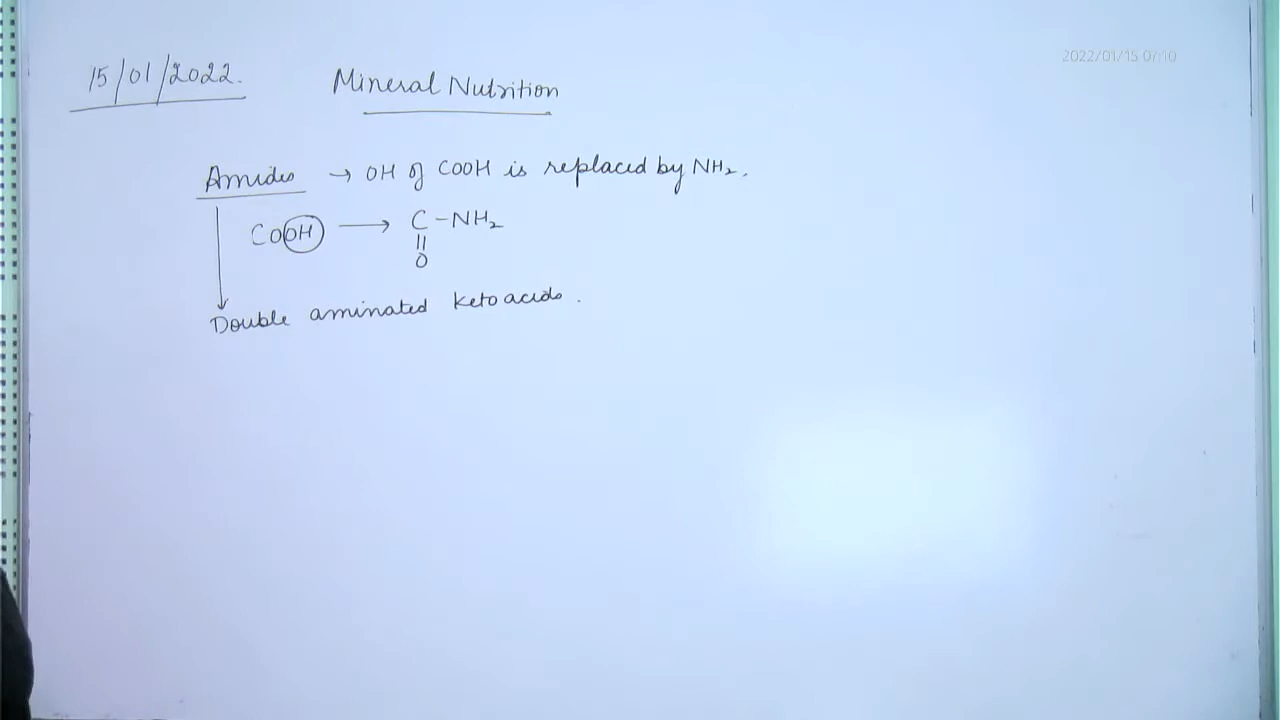 2022/01/15 07:10
15/01/2022. Mineral Nutrition
Amides → OH of COOH is replaced by NH₂.
COOH → C-NH₂
||
O
Double aminated keto acids.